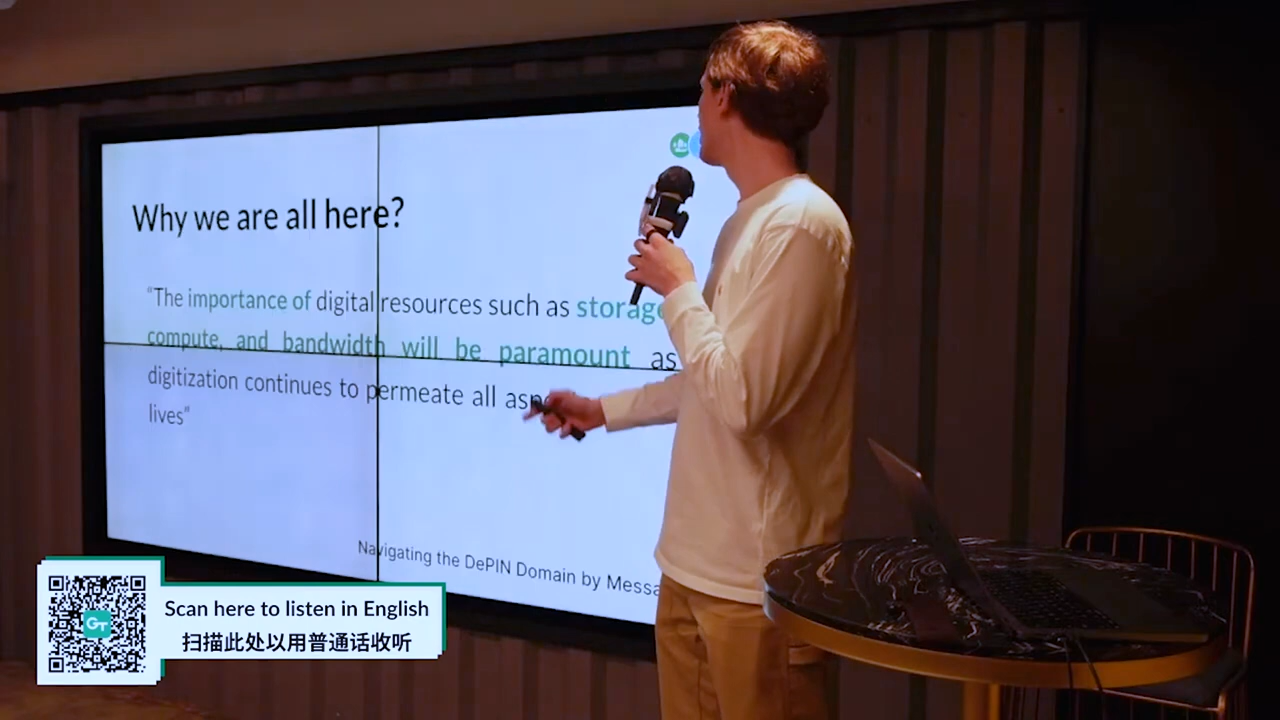 Why we are all here?
"The importance of digital resources such as storage
compute, and bandwidth will be paramount as
digitization continues to permeate all
lives"
Navigating the DePIN Domain by
GT
Scan here to listen in English
扫描此处以用普通话收听